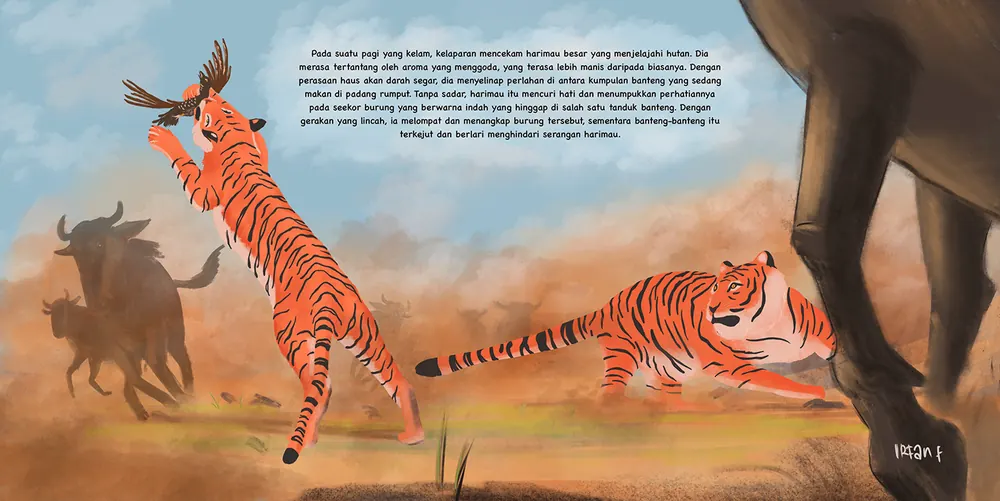 Pada suatu pagi yang kelam, kelaparan mencekam harimau besar yang menjelajahi hutan. Dia
merasa tertantang oleh aroma yang menggoda, yang terasa lebih manis daripada biasanya. Dengan
perasaan haus akan darah segar, dia menyelinap perlahan di antara kumpulan banteng yang sedang
makan di padang rumput. Tanpa sadar, harimau itu mencuri hati dan menumpukkan perhatiannya
pada seekor burung yang berwarna indah yang hinggap di salah satu tanduk banteng. Dengan
gerakan yang lincah, ia melompat dan menangkap burung tersebut, sementara banteng-banteng itu
terkejut dan berlari menghindari serangan harimau.
Irfan f